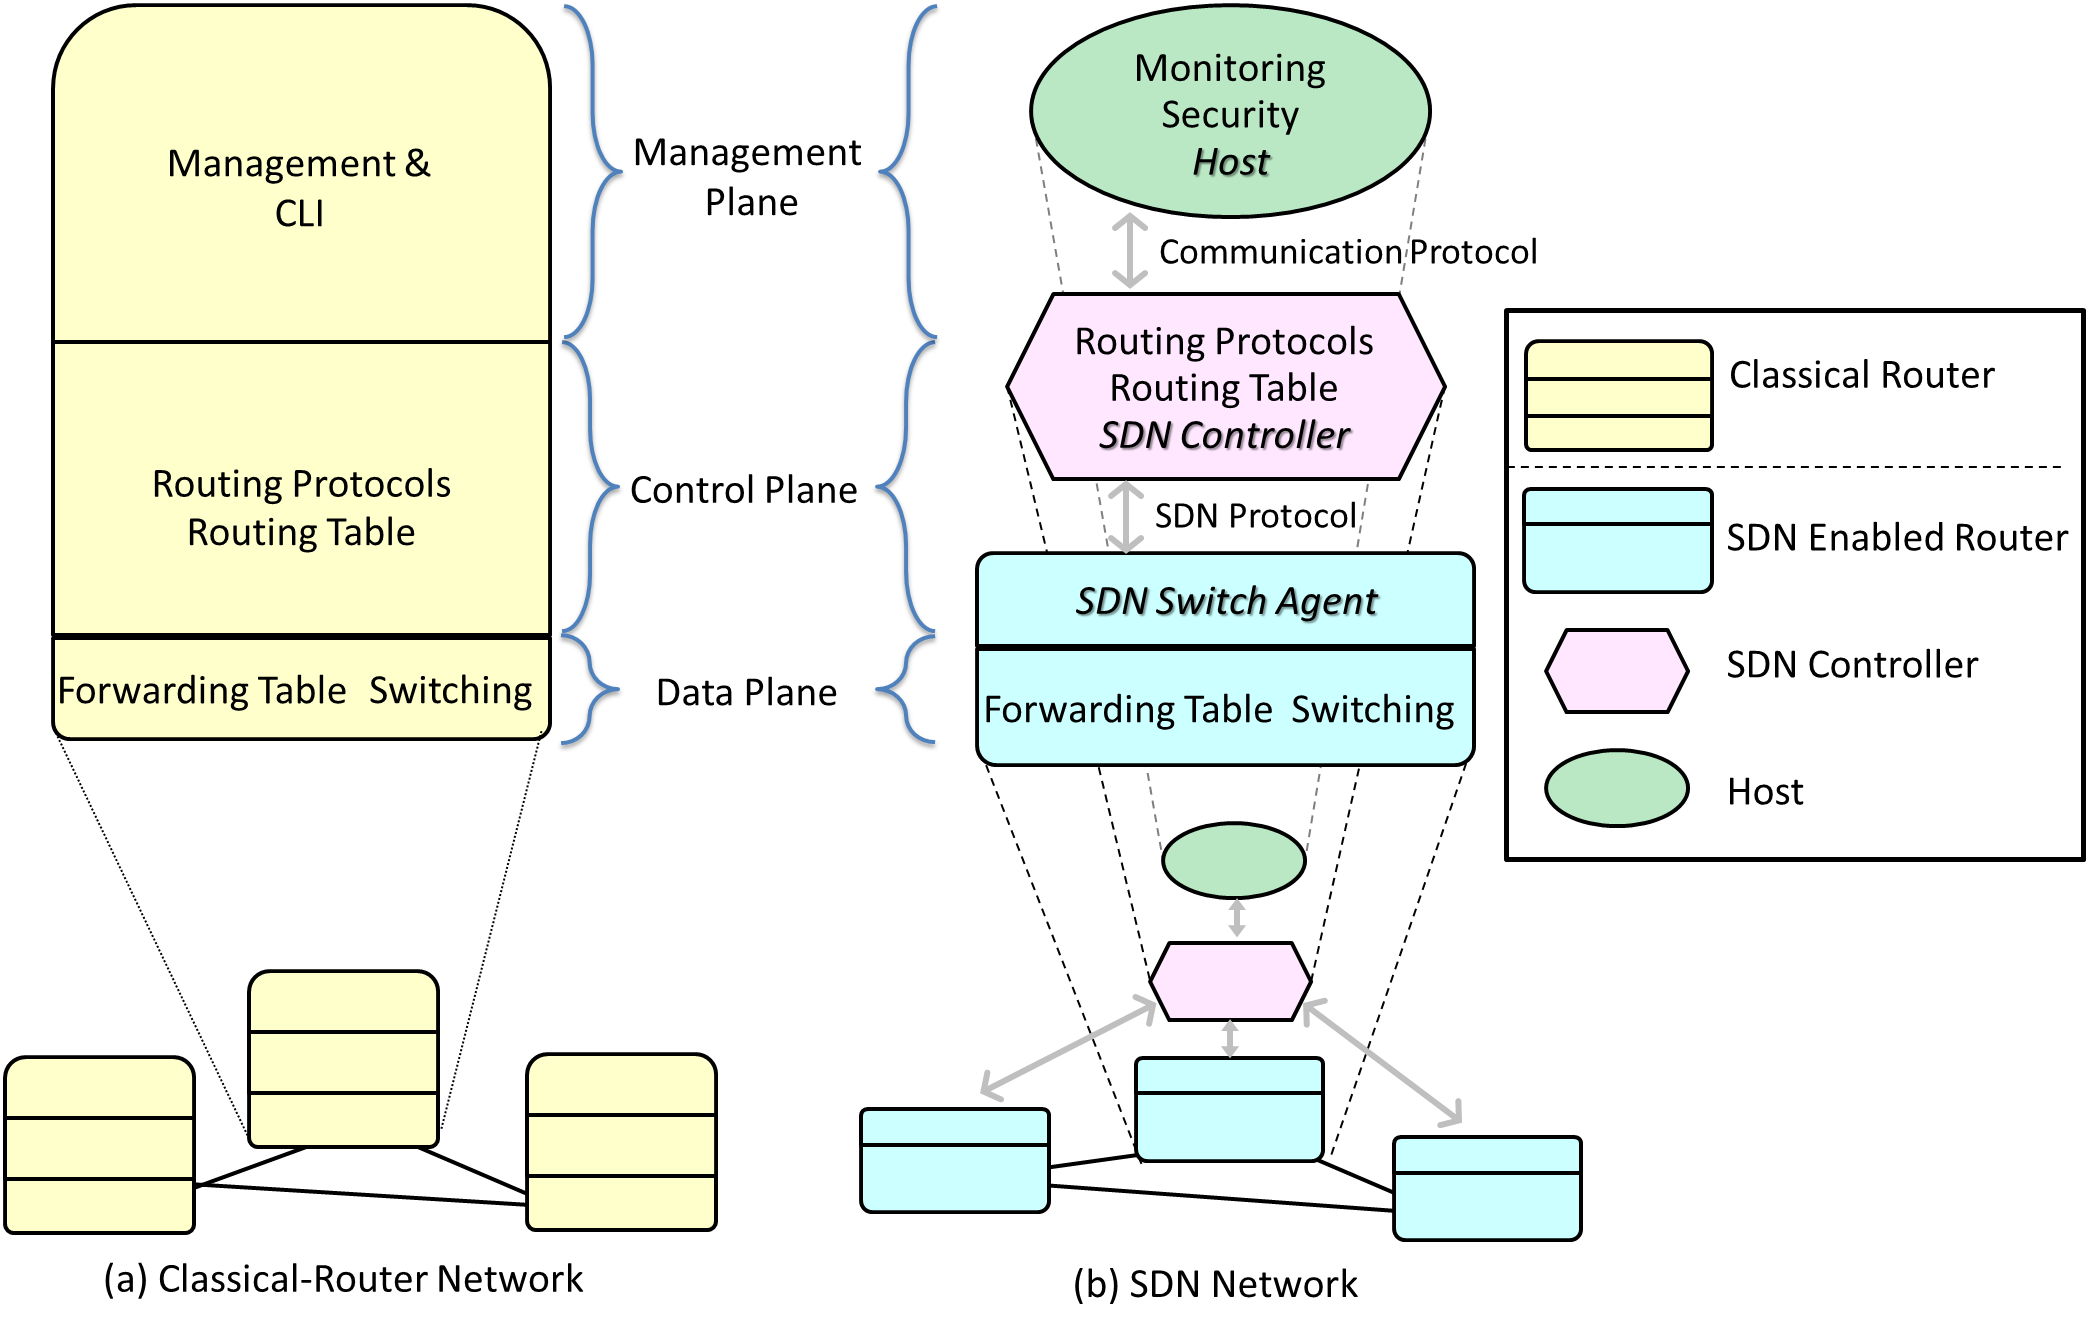 Management &
CLI
Routing Protocols
Routing Table
Forwarding Table  Switching
Management
Plane
Control Plane
Data Plane
Monitoring
Security
Host
Communication Protocol
Routing Protocols
Routing Table
SDN Controller
SDN Protocol
SDN Switch Agent
Forwarding Table  Switching
Classical Router
SDN Enabled Router
SDN Controller
Host
(a) Classical-Router Network
(b) SDN Network